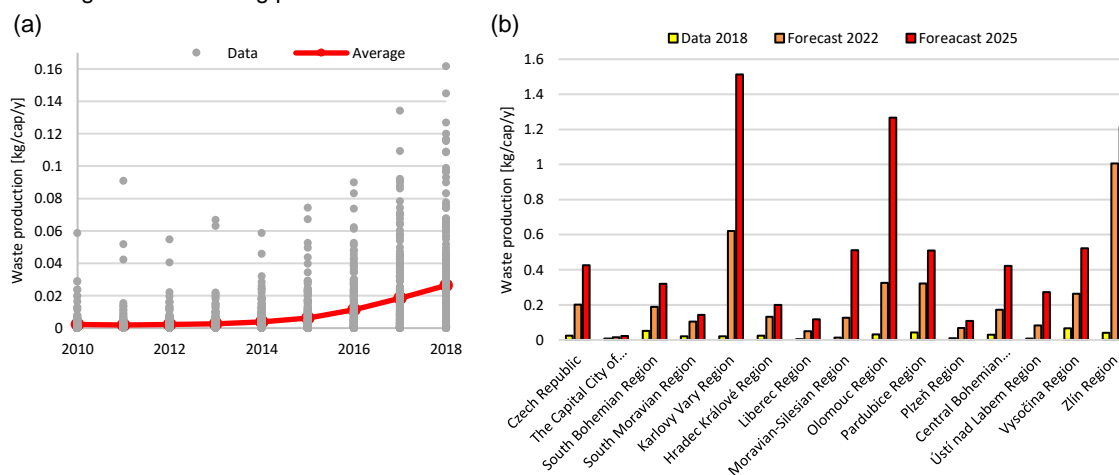 (a)
Data
Average
Waste production [kg/cap/y]
0.16
0.14
0.12
0.1
0.08
0.06
0.04
0.02
0
2010
2012
2014
2016
2018
(b)
Data 2018
Forecast 2022
Foreacast 2025
Waste production [kg/cap/y]
1.6
1.4
1.2
1
0.8
0.6
0.4
0.2
0
Czech Republic
The Capital City of...
South Bohemian Region
South Moravian Region
Karlovy Vary Region
Hradec Králové Region
Liberec Region
Moravian-Silesian Region
Olomouc Region
Pardubice Region
Plzeň Region
Central Bohemian...
Ústí nad Labem Region
Vysočina Region
Zlín Region